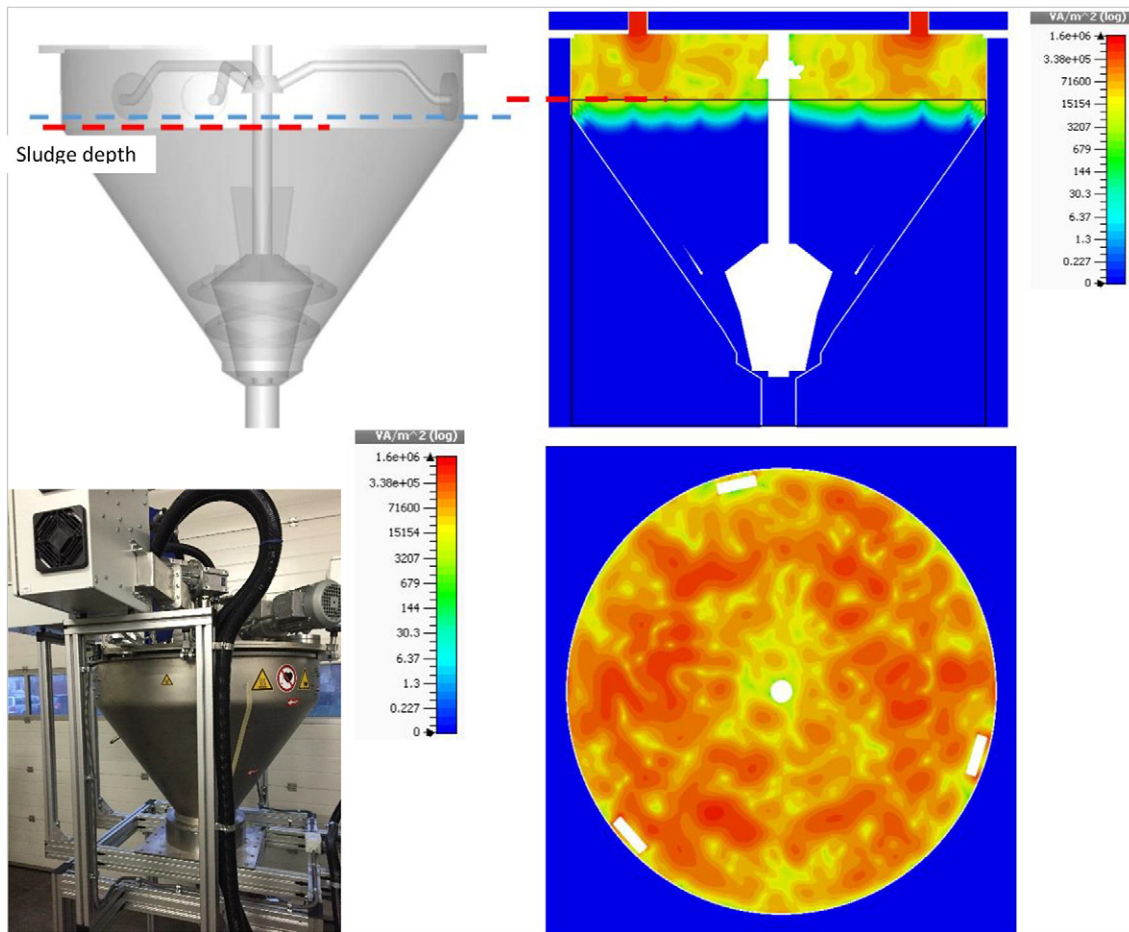 VA/m^2 (log)
1.6e+06
3.38e+05
71600
15154
3207
679
144
30.3
6.37
1.3
0.227
0
Sludge depth
VA/m^2 (log)
1.6e+06
3.38e+05
71600
15154
3207
679
144
30.3
6.37
1.3
0.227
0